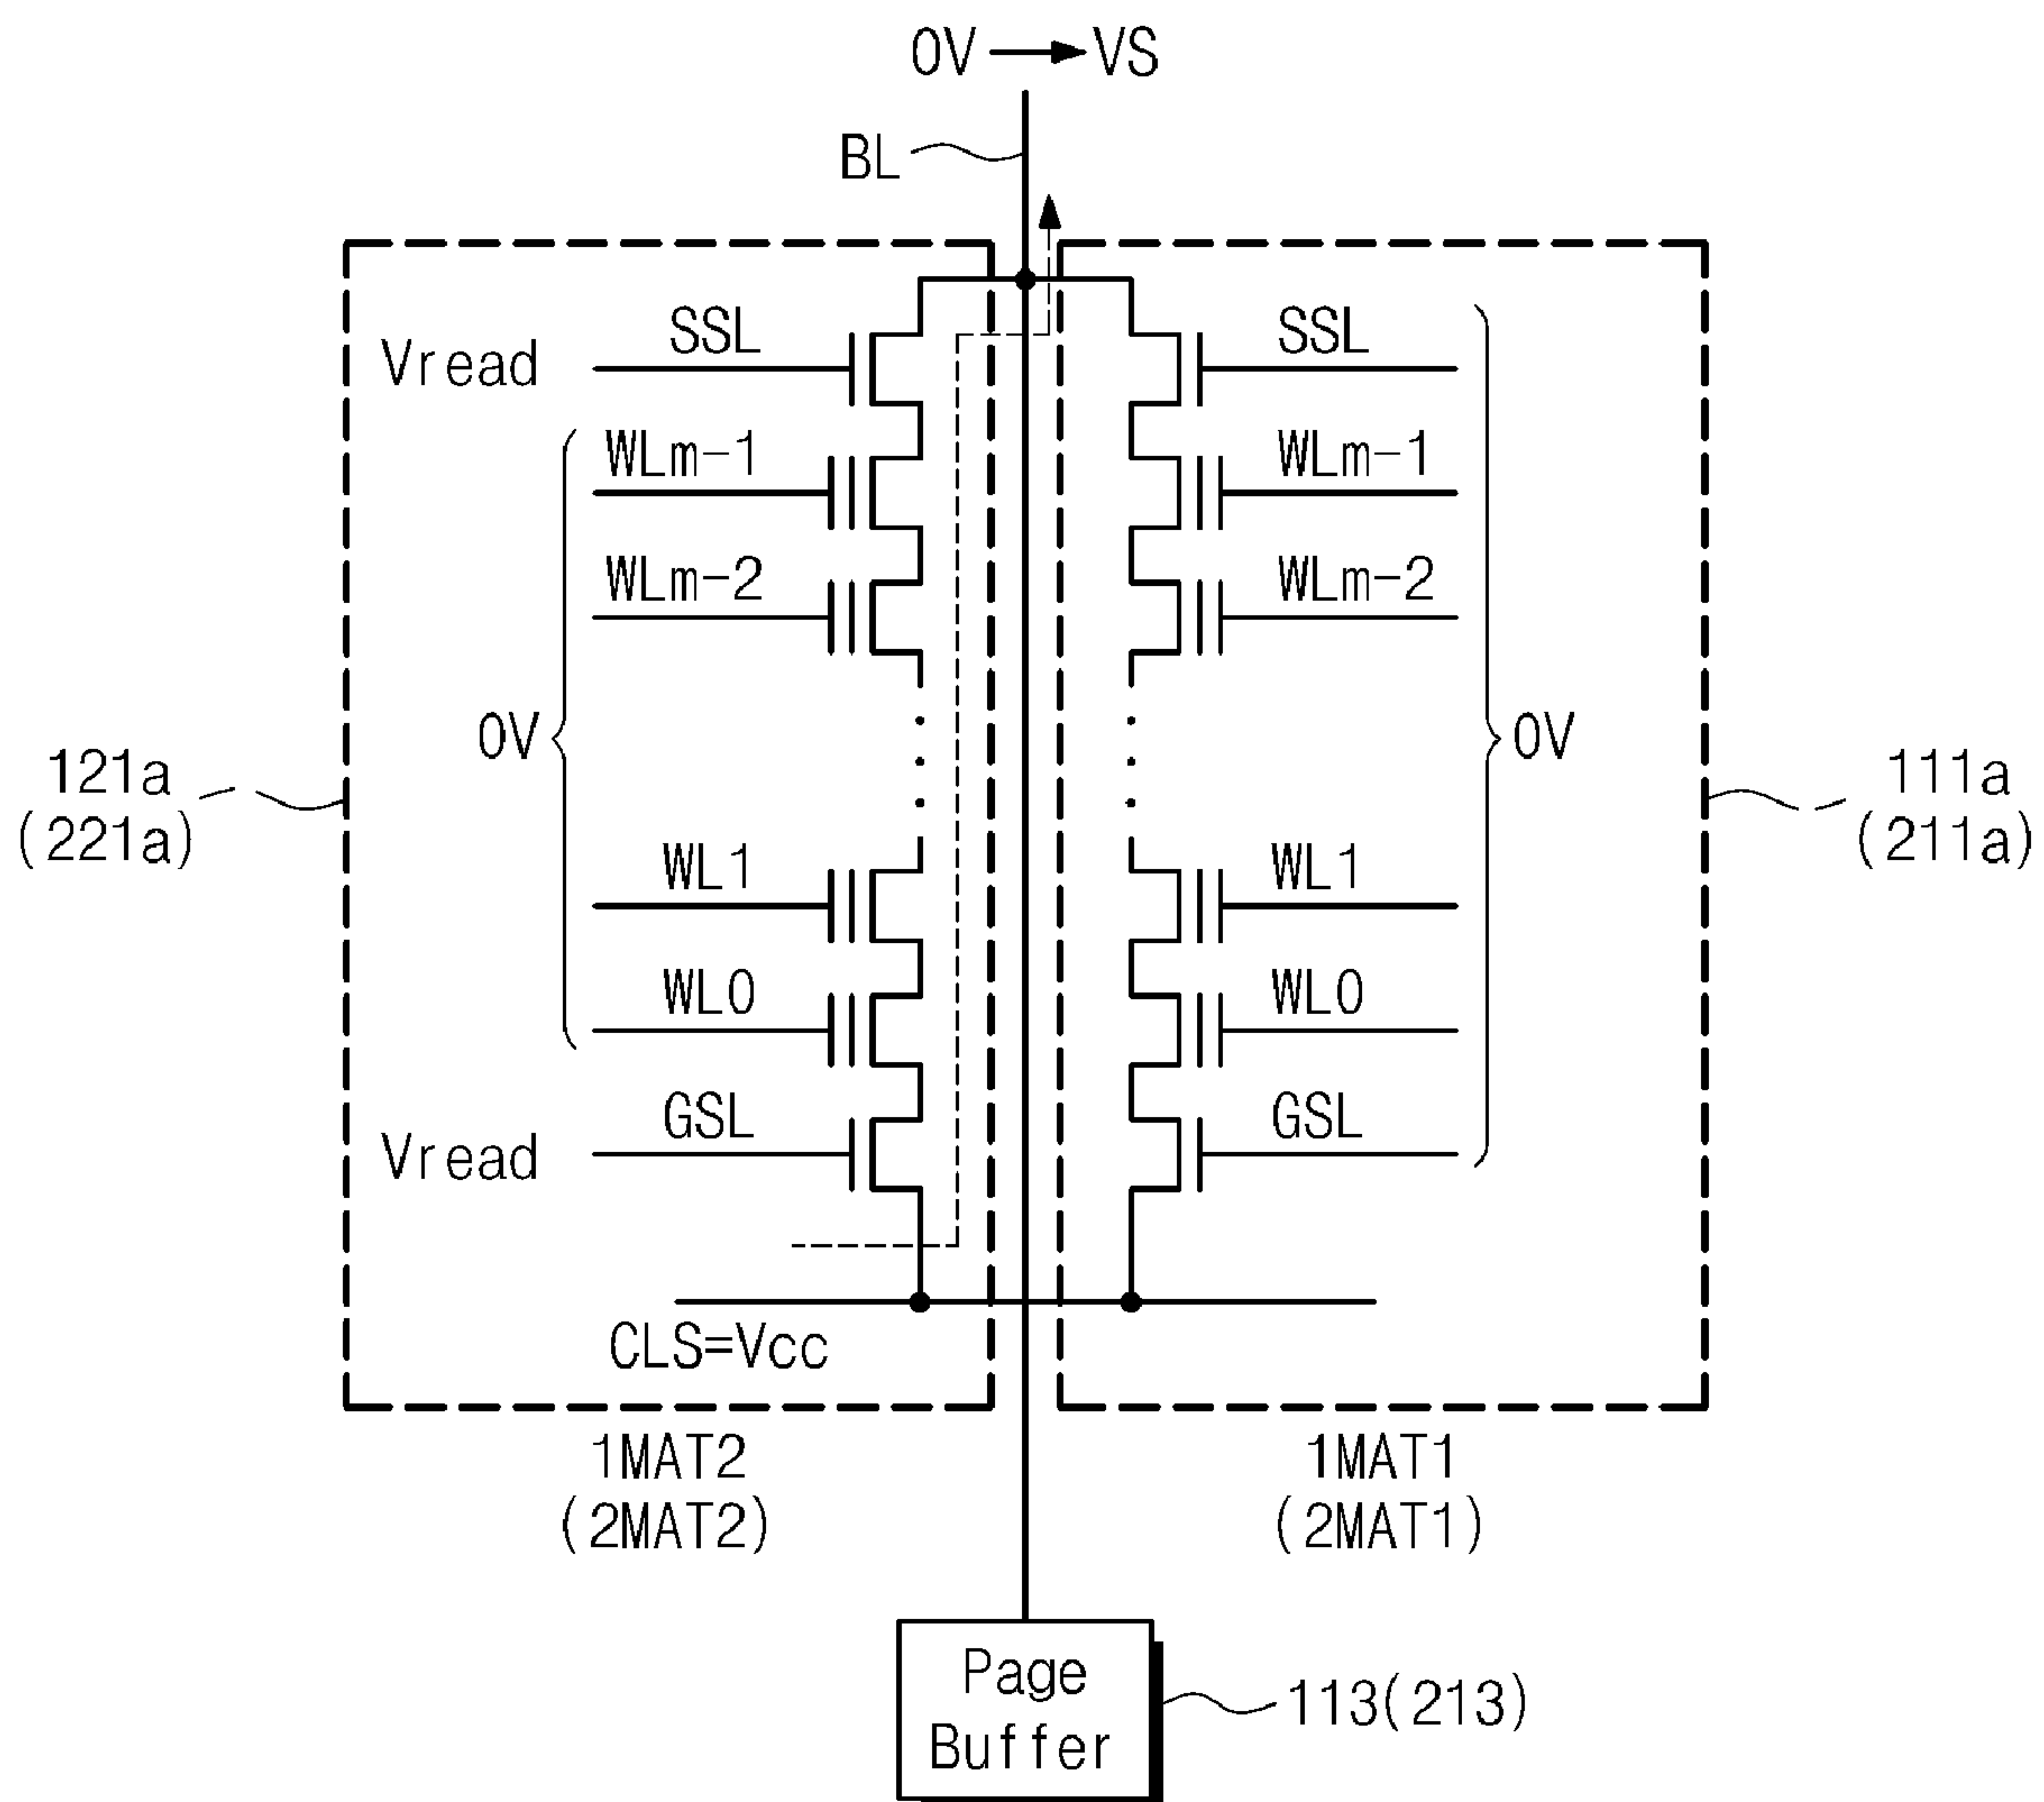 0V → VS
BL
Vread SSL SSL
WLm-1 WLm-1
WLm-2 WLm-2
0V 0V
121a 111a
(221a) (211a)
WL1 WL1
WL0 WL0
Vread GSL GSL
CLS=Vcc
1MAT2 1MAT1
(2MAT2) (2MAT1)
Page
Buffer
113(213)